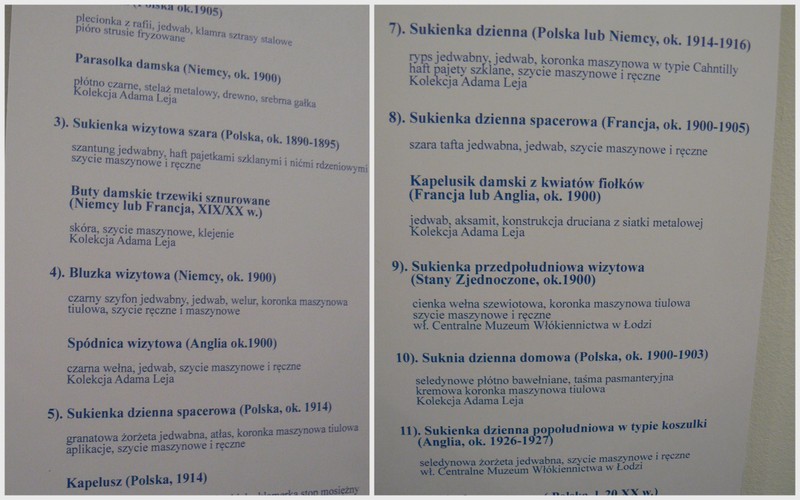 ok.1905)
plecionka z rafii, jedwab, klamra sztrasy stalowe
pióro strusie fryzowane
Parasolka damska (Niemcy, ok. 1900)
płótno czarne, stelaż metalowy, drewno, srebrna gałka
Kolekcja Adama Leja
3). Sukienka wizytowa szara (Polska, ok. 1890-1895)
szantung jedwabny, haft pajetkami szklanymi i nićmi rdzeniowymi
szycie maszynowe i ręczne
Buty damskie trzewiki sznurowane
(Niemcy lub Francja, XIX/XX w.)
skóra, szycie maszynowe, klejenie
Kolekcja Adama Leja
4). Bluzka wizytowa (Niemcy, ok. 1900)
czarny szyfon jedwabny, jedwab, welur, koronka maszynowa
tiulowa, szycie ręczne i maszynowe
Spódnica wizytowa (Anglia ok.1900)
czarna wełna, jedwab, szycie maszynowe i ręczne
Kolekcja Adama Leja
5). Sukienka dzienna spacerowa (Polska, ok. 1914)
granatowa żorżeta jedwabna, atłas, koronka maszynowa tiulowa
aplikacje, szycie maszynowe i ręczne
Kapelusz (Polska, 1914)
stop mosiężny
7). Sukienka dzienna (Polska lub Niemcy, ok. 1914-1916)
ryps jedwabny, jedwab, koronka maszynowa w typie Cahntilly
haft pajety szklane, szycie maszynowe i ręczne
Kolekcja Adama Leja
8). Sukienka dzienna spacerowa (Francja, ok. 1900-1905)
szara tafta jedwabna, jedwab, szycie maszynowe i ręczne
Kapelusik damski z kwiatów fiołków
(Francja lub Anglia, ok. 1900)
jedwab, aksamit, konstrukcja druciana z siatki metalowej
Kolekcja Adama Leja
9). Sukienka przedpołudniowa wizytowa
(Stany Zjednoczone, ok.1900)
cienka wełna szewiotowa, koronka maszynowa tiulowa
szycie maszynowe i ręczne
wł. Centralne Muzeum Włókiennictwa w Łodzi
10). Suknia dzienna domowa (Polska, ok. 1900-1903)
seledynowe płótno bawełniane, taśma pasmanteryjna
kremowa koronka maszynowa tiulowa
Kolekcja Adama Leja
11). Sukienka dzienna popołudniowa w typie koszulki
(Anglia, ok. 1926-1927)
seledynowa żorżeta jedwabna, szycie maszynowe i ręczne
wł. Centralne Muzeum Włókiennictwa w Łodzi
20 XX w.)